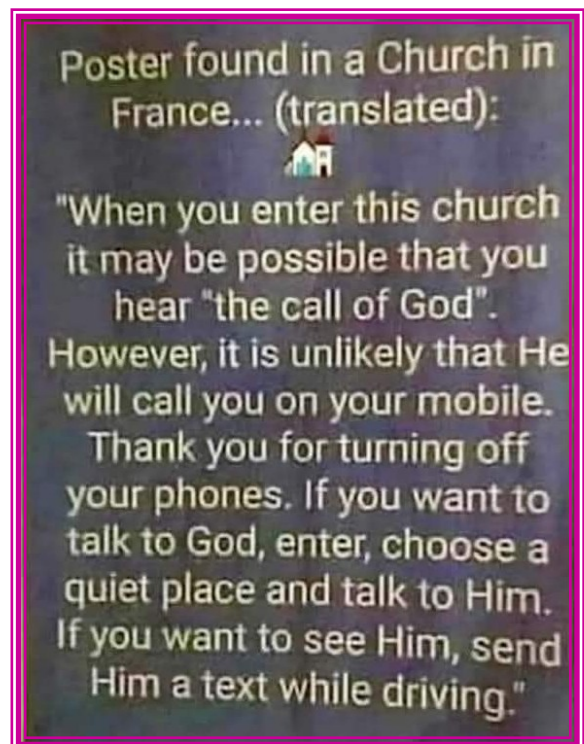 Poster found in a Church in
France... (translated):
"When you enter this church
it may be possible that you
hear "the call of God".
However, it is unlikely that He
will call you on your mobile.
Thank you for turning off
your phones. If you want to
talk to God, enter, choose a
quiet place and talk to Him.
If you want to see Him, send
Him a text while driving."